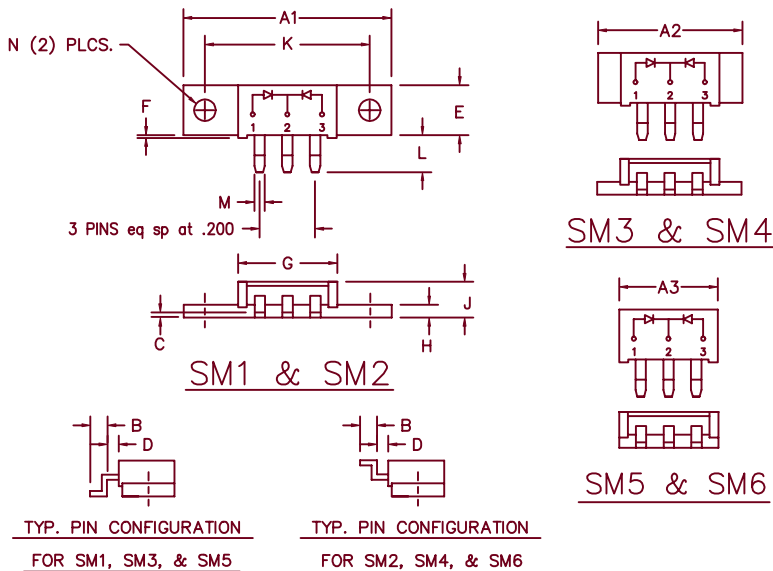 A1
K
N (2) PLCS.
F
E
1 2 3
L
M
3 PINS eq sp at .200
G
J
C
H
SM1 & SM2
A2
1 2 3
SM3 & SM4
A3
1 2 3
SM5 & SM6
B
D
TYP. PIN CONFIGURATION
FOR SM1, SM3, & SM5
B
D
TYP. PIN CONFIGURATION
FOR SM2, SM4, & SM6